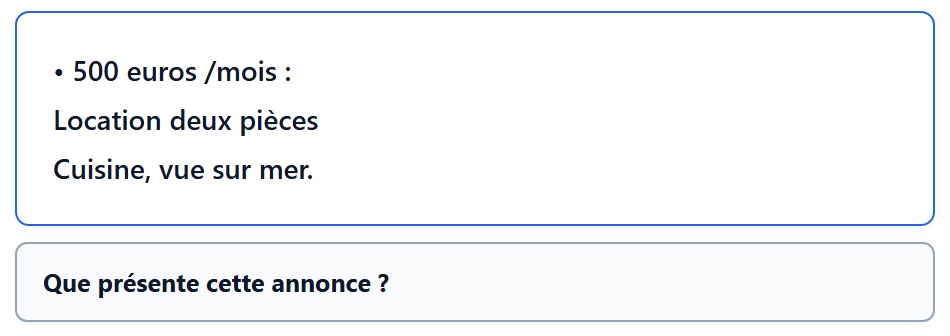 • 500 euros /mois :
Location deux pièces
Cuisine, vue sur mer.
Que présente cette annonce ?